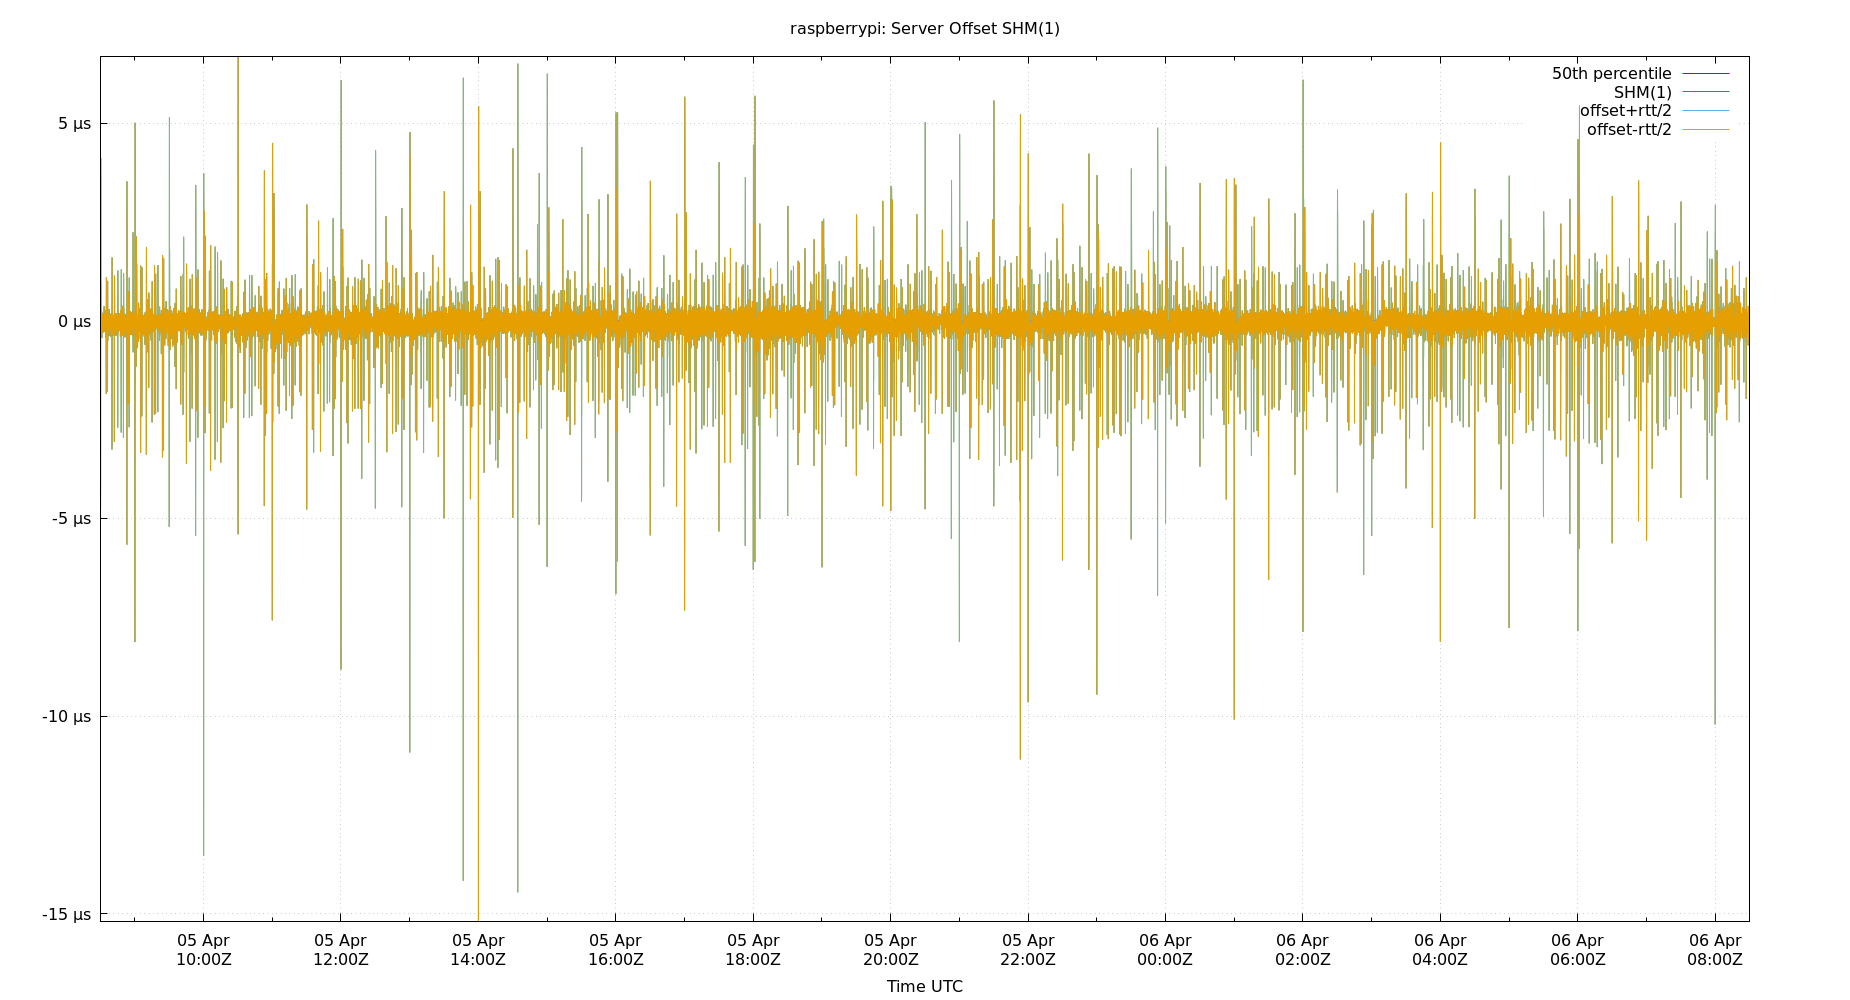 raspberrypi: Server Offset SHM(1)
50th percentile
SHM(1)
offset+rtt/2
offset-rtt/2
5 µs
0 µs
-5 µs
-10 µs
-15 µs
05 Apr 05 Apr 05 Apr 05 Apr 05 Apr 05 Apr 05 Apr 06 Apr 06 Apr 06 Apr 06 Apr 06 Apr
10:00Z 12:00Z 14:00Z 16:00Z 18:00Z 20:00Z 22:00Z 00:00Z 02:00Z 04:00Z 06:00Z 08:00Z
Time UTC